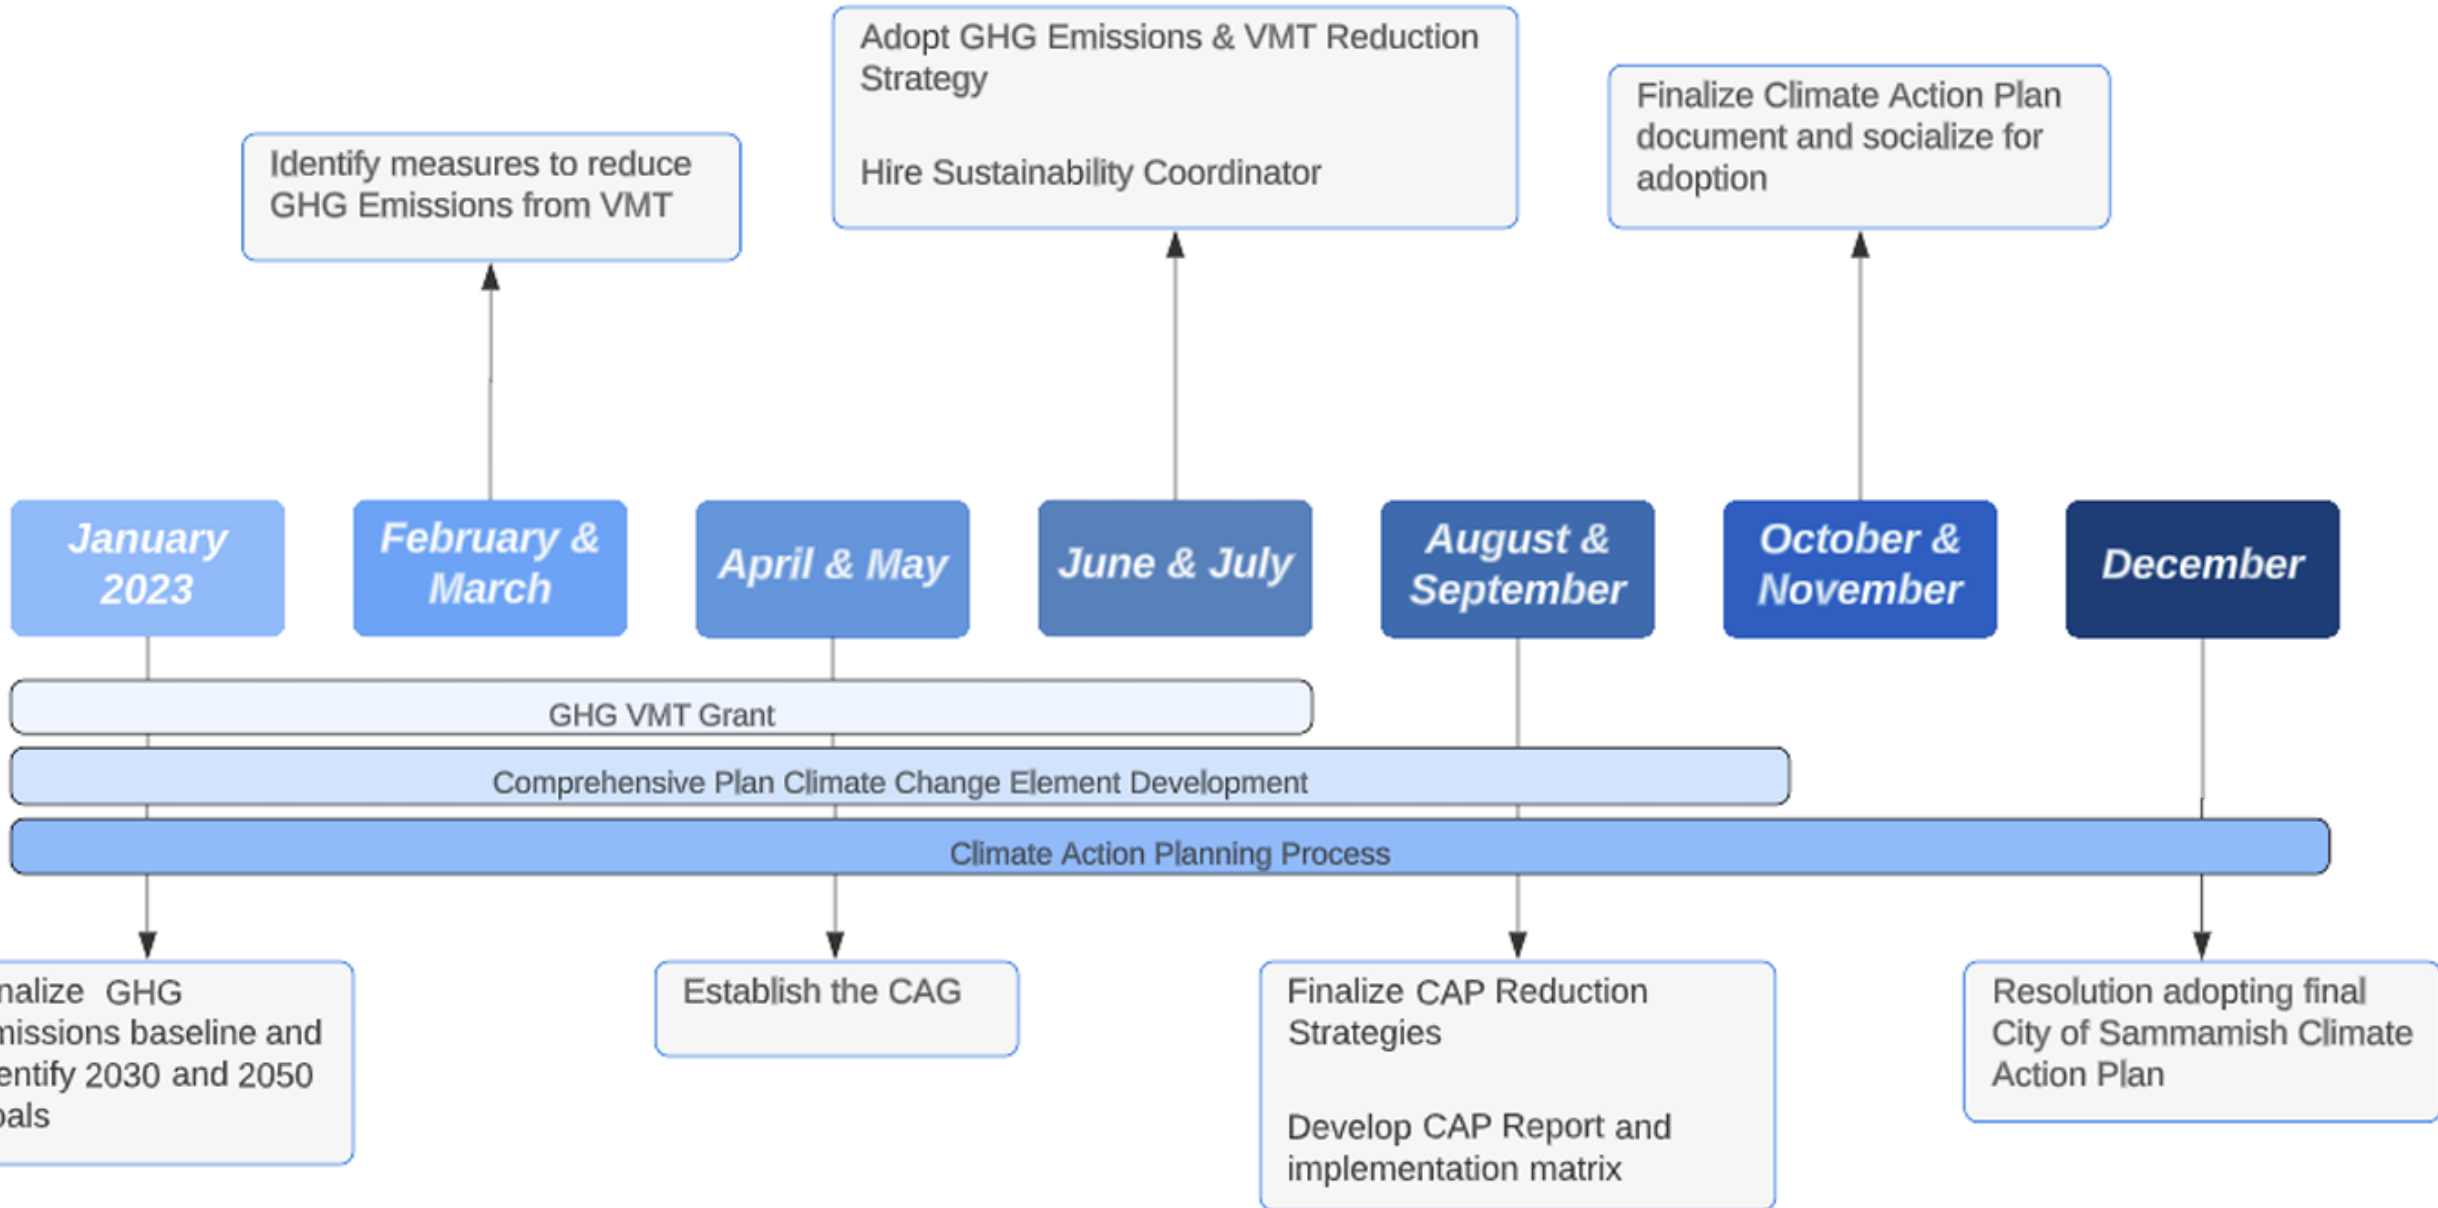 Adopt GHG Emissions & VMT Reduction
Strategy
Hire Sustainability Coordinator
Finalize Climate Action Plan
document and socialize for
adoption
Identify measures to reduce
GHG Emissions from VMT
January
2023
February &
March
April & May
June & July
August &
September
October &
November
December
GHG VMT Grant
Comprehensive Plan Climate Change Element Development
Climate Action Planning Process
nalize GHG
missions baseline and
entify 2030 and 2050
oals
Establish the CAG
Finalize CAP Reduction
Strategies
Develop CAP Report and
implementation matrix
Resolution adopting final
City of Sammamish Climate
Action Plan